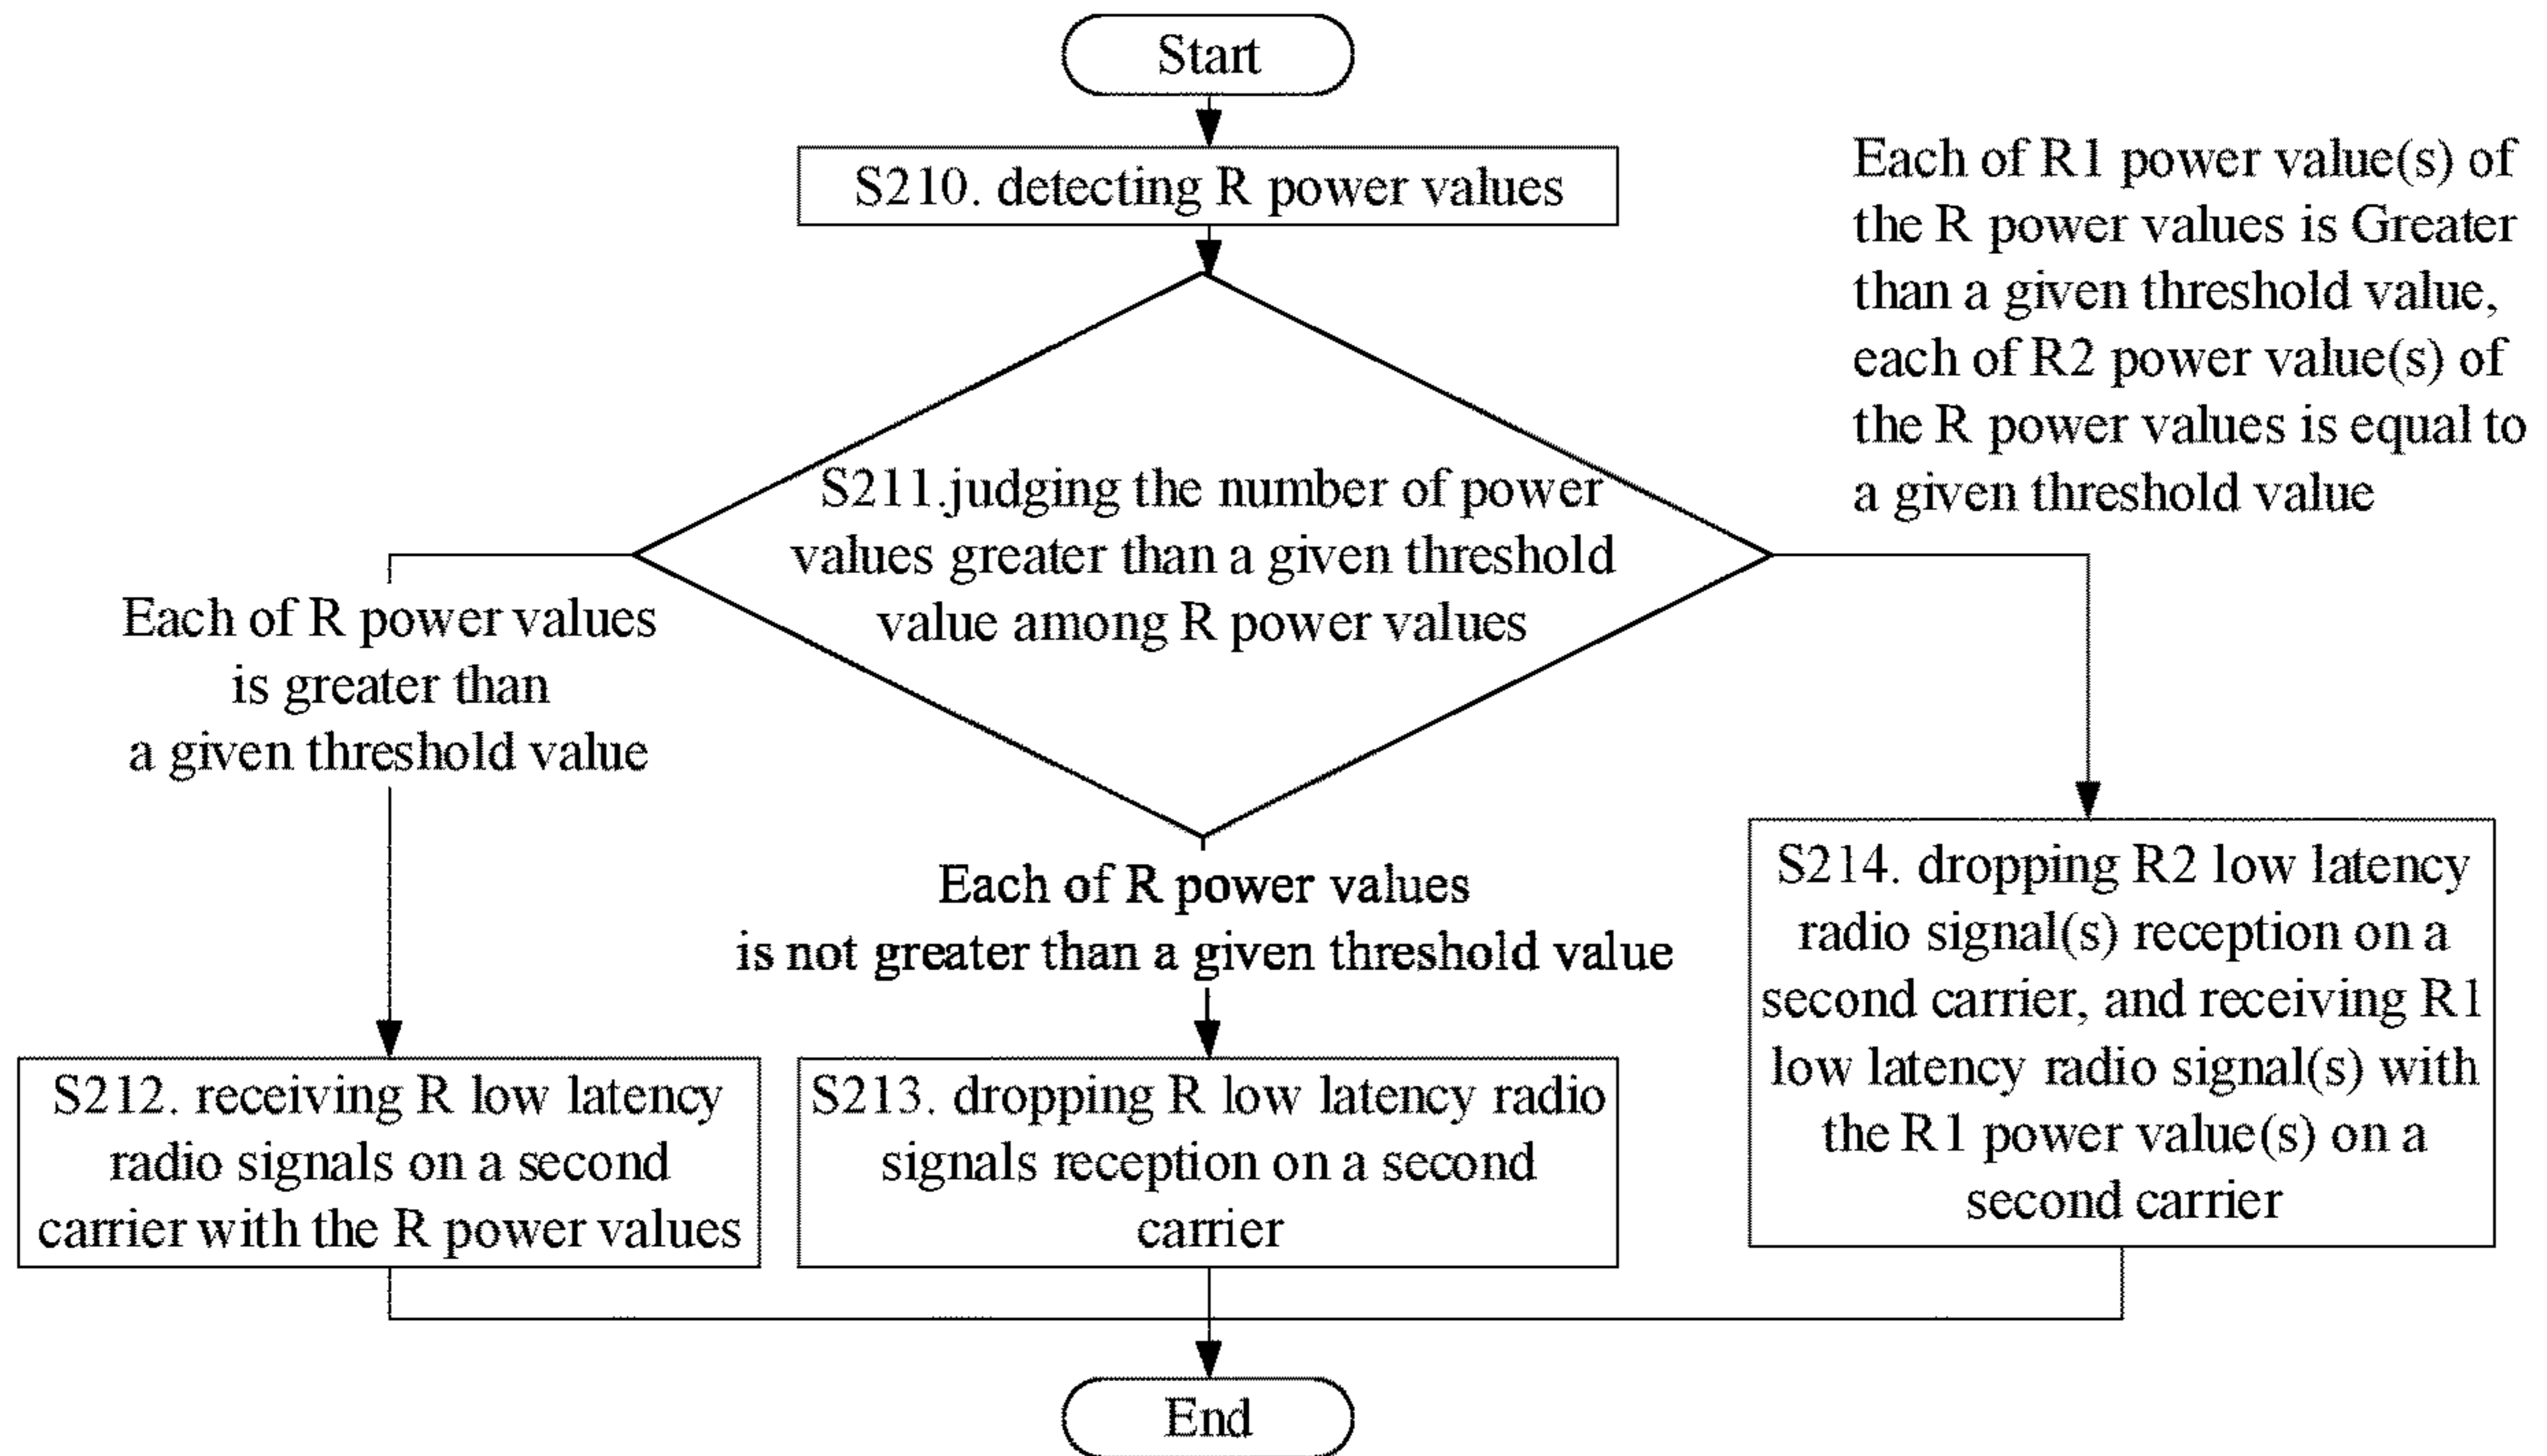 Start
S210. detecting R power values
Each of R1 power value(s) of
the R power values is Greater
than a given threshold value,
each of R2 power value(s) of
the R power values is equal to
a given threshold value
S211.judging the number of power
values greater than a given threshold
value among R power values
Each of R power values
is greater than
a given threshold value
Each of R power values
is not greater than a given threshold value
S212. receiving R low latency
radio signals on a second
carrier with the R power values
S213. dropping R low latency radio
signals reception on a second
carrier
S214. dropping R2 low latency
radio signal(s) reception on a
second carrier, and receiving R1
low latency radio signal(s) with
the R1 power value(s) on a
second carrier
End